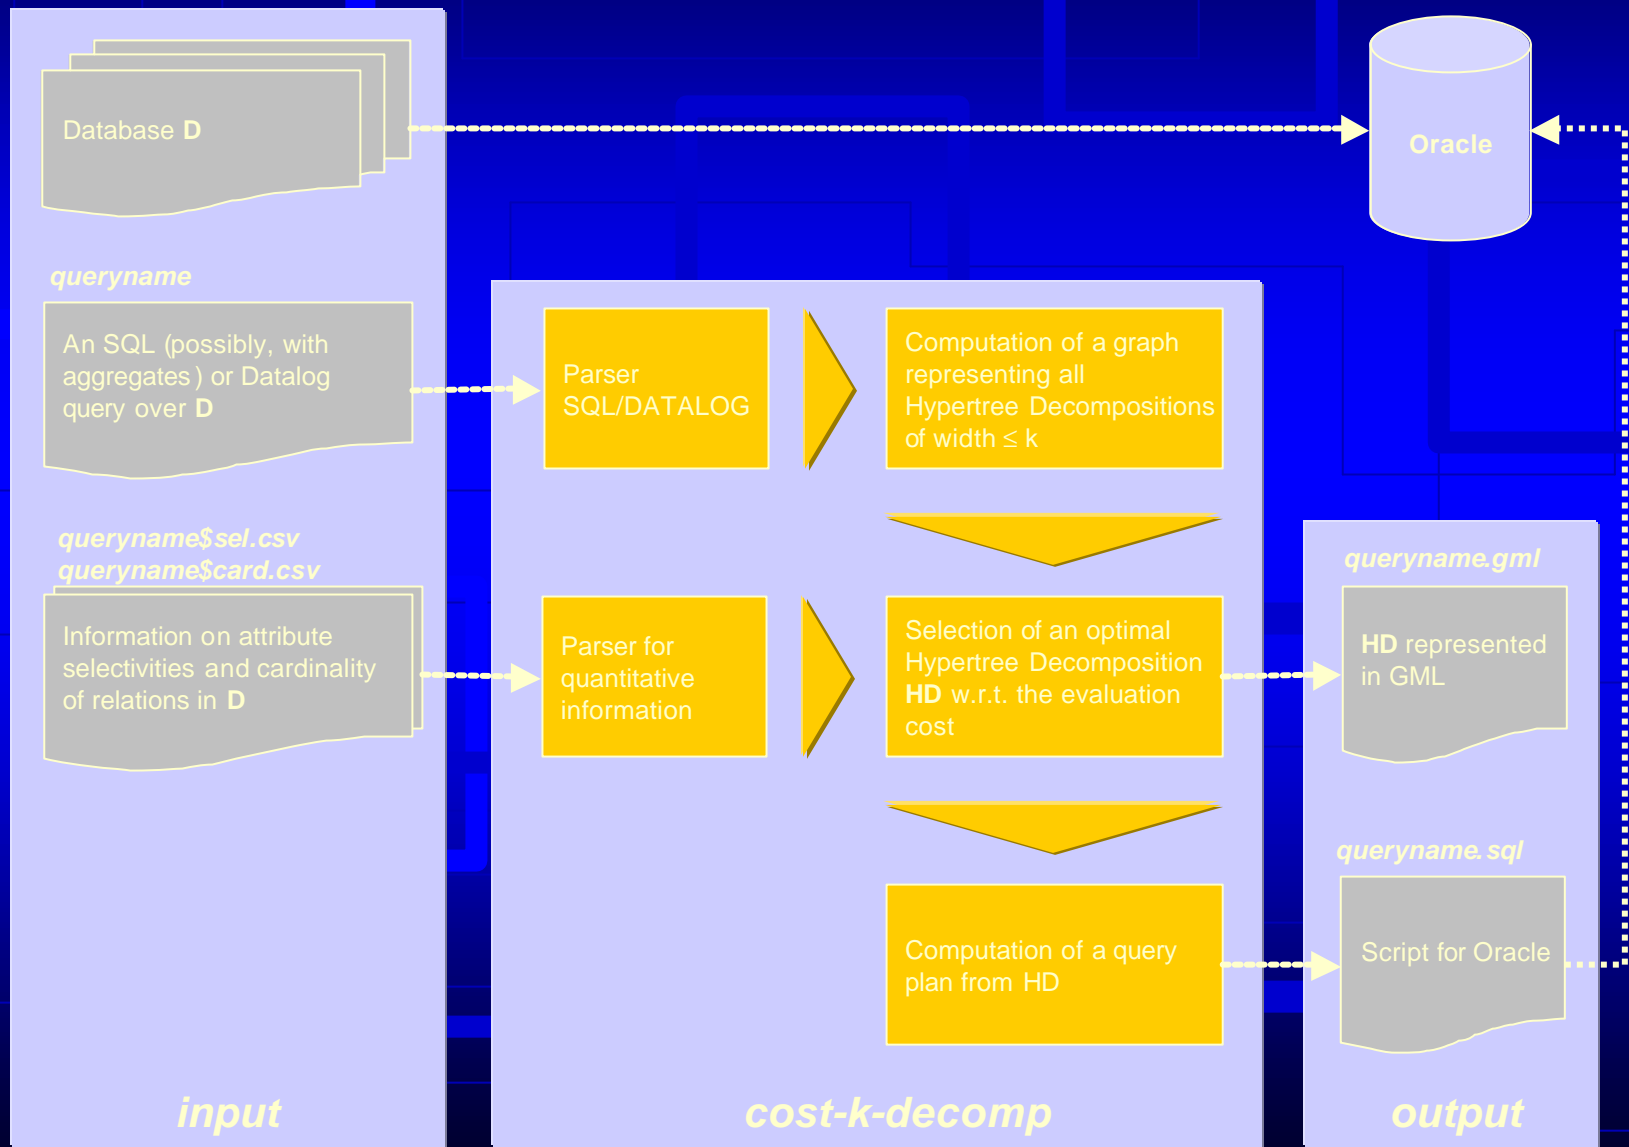 Database D
Oracle
queryname
An SQL (possibly, with
aggregates) or Datalog
query over D
Parser
SQL/DATALOG
Computation of a graph
representing all
Hypertree Decompositions
of width ≤ k
queryname$sel.csv
queryname$card.csv
Information on attribute
selectivities and cardinality
of relations in D
Parser for
quantitative
information
Selection of an optimal
Hypertree Decomposition
HD w.r.t. the evaluation
cost
queryname.gml
HD represented
in GML
Computation of a query
plan from HD
queryname.sql
Script for Oracle
input
cost-k-decomp
output